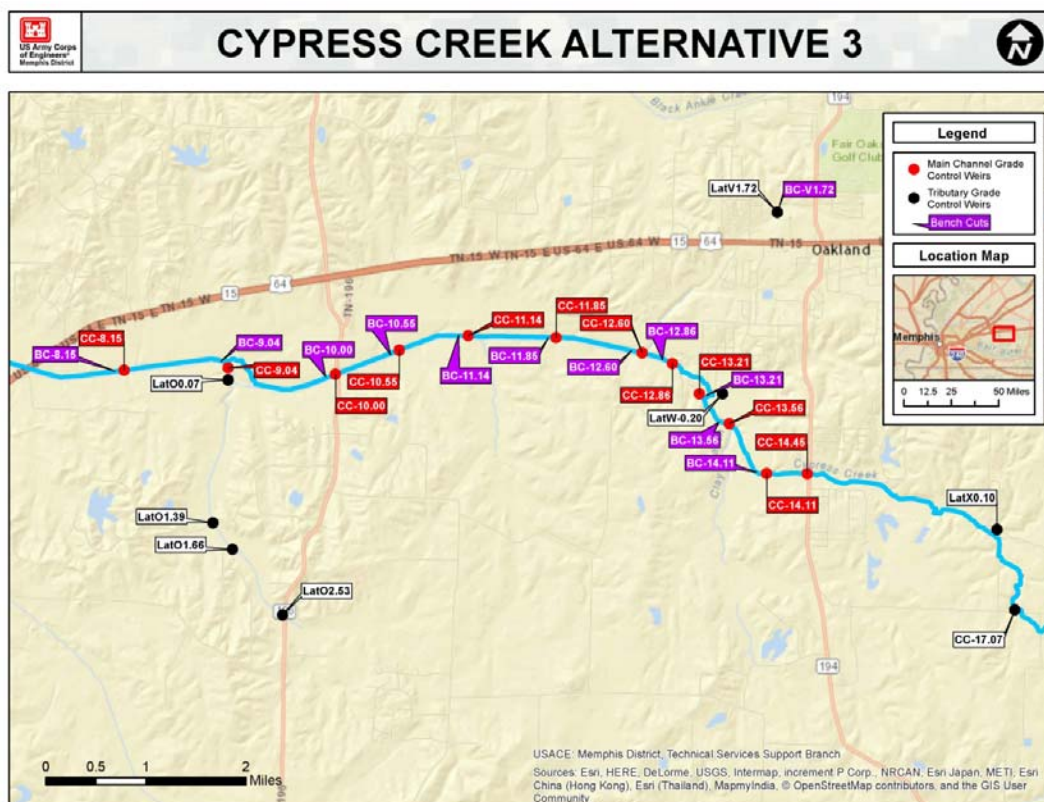 US Army Corps
of Engineers®
Memphis District
CYPRESS CREEK ALTERNATIVE 3
N
194
Fair Oak
Golf Club
Legend
Main Channel Grade
Control Weirs
Tributary Grade
Control Weirs
Bench Cuts
Location Map
Memphis
0 12.5 25 50 Miles
LatV1.72
BC-V1.72
15
64
TN-15
Oakland
TN-15 W TN-15 E US-64 E US-64 W
TN-196
64
15
US-64 E TN-15 E TN-15 W
CC-8.15
BC-8.15
BC-9.04
CC-9.04
LatO0.07
BC-10.00
CC-10.00
BC-10.55
CC-10.55
CC-11.14
BC-11.14
CC-11.85
BC-11.85
CC-12.60
BC-12.60
BC-12.86
CC-12.86
CC-13.21
BC-13.21
LatW-0.20
CC-13.56
BC-13.56
CC-14.45
BC-14.11
CC-14.11
Cypress Creek
LatX0.10
LatO1.39
LatO1.66
LatO2.53
CC-17.07
194
0 0.5 1 2
Miles
USACE: Memphis District, Technical Services Support Branch
Sources: Esri, HERE, DeLorme, USGS, Intermap, increment P Corp., NRCAN, Esri Japan, METI, Esri
China (Hong Kong), Esri (Thailand), MapmyIndia, © OpenStreetMap contributors, and the GIS User
Community